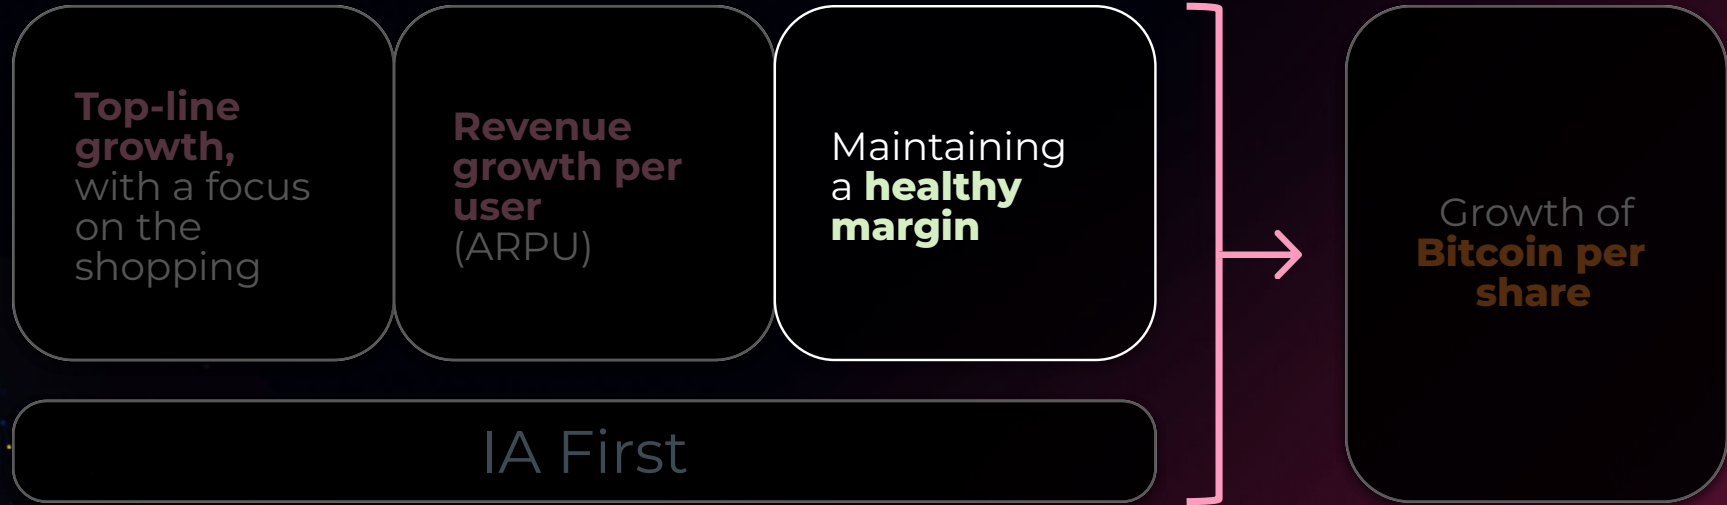 Top-line
growth,
with a focus
on the
shopping
Revenue
growth per
user
(ARPU)
Maintaining
a healthy
margin
IA First
Growth of
Bitcoin per
share